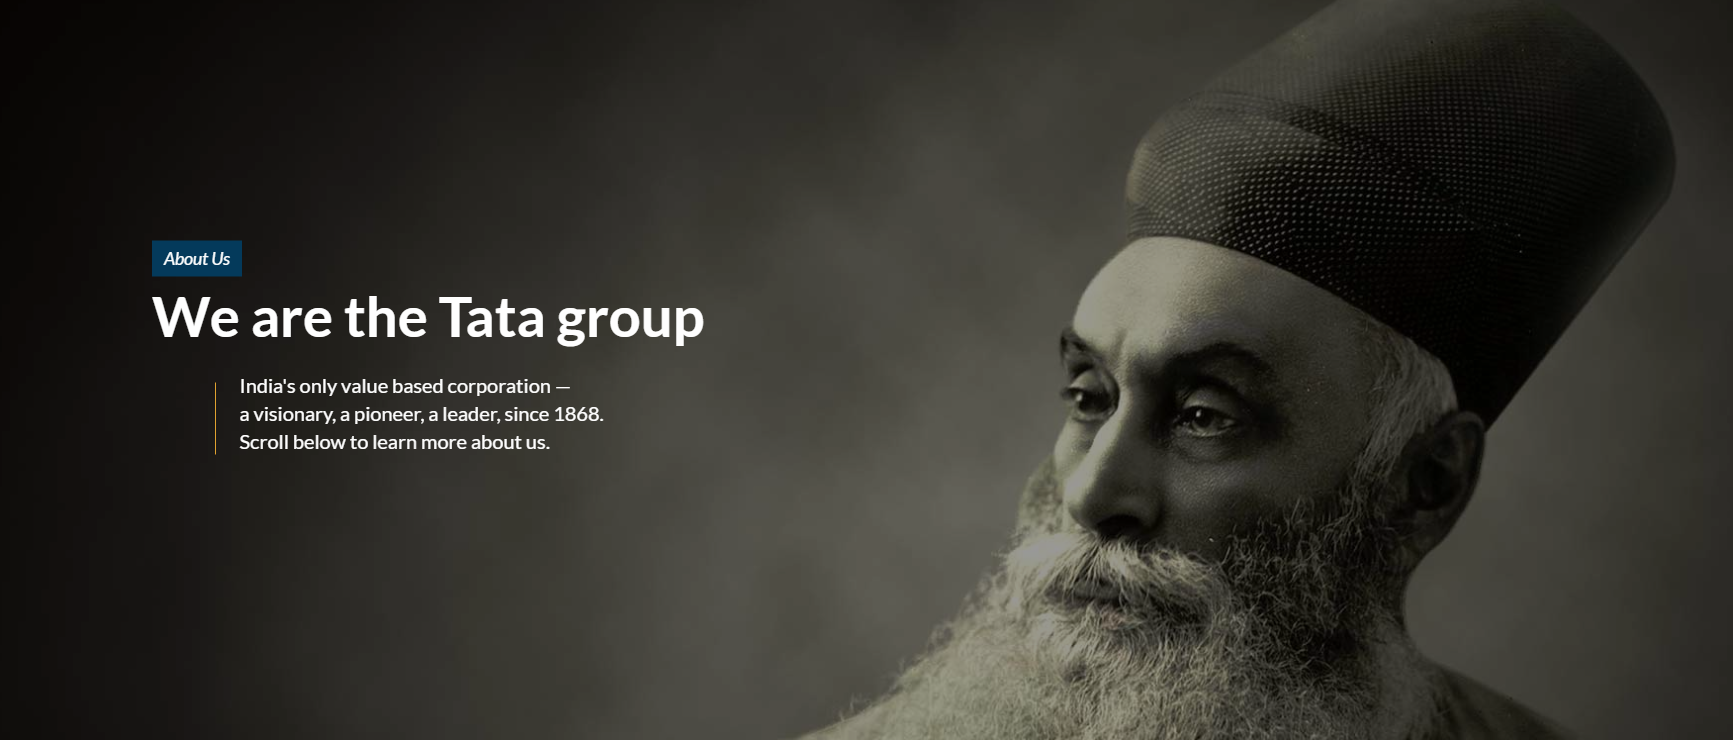 About Us
We are the Tata group
India's only value based corporation —
a visionary, a pioneer, a leader, since 1868.
Scroll below to learn more about us.